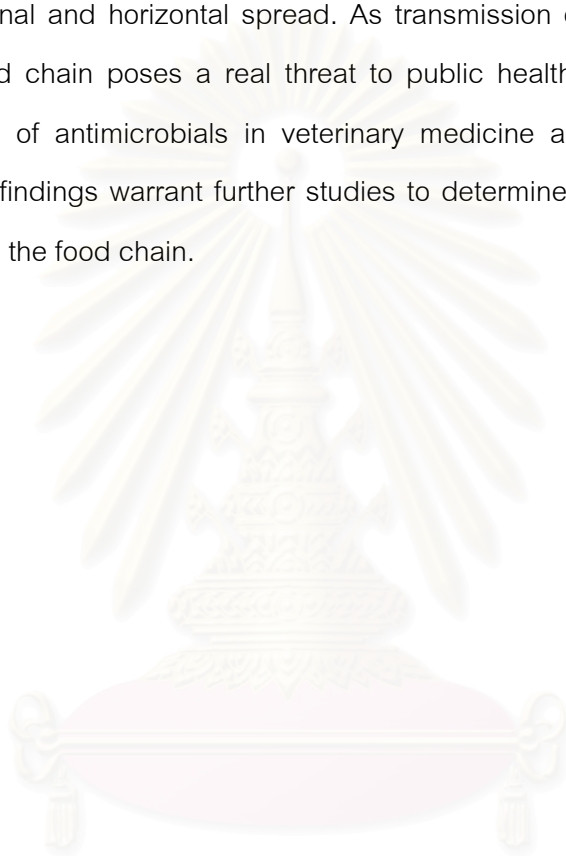 and horizontal spread. As transmission
chain poses a real threat to public health
of antimicrobials in veterinary medicine
findings warrant further studies to determine
the food chain.